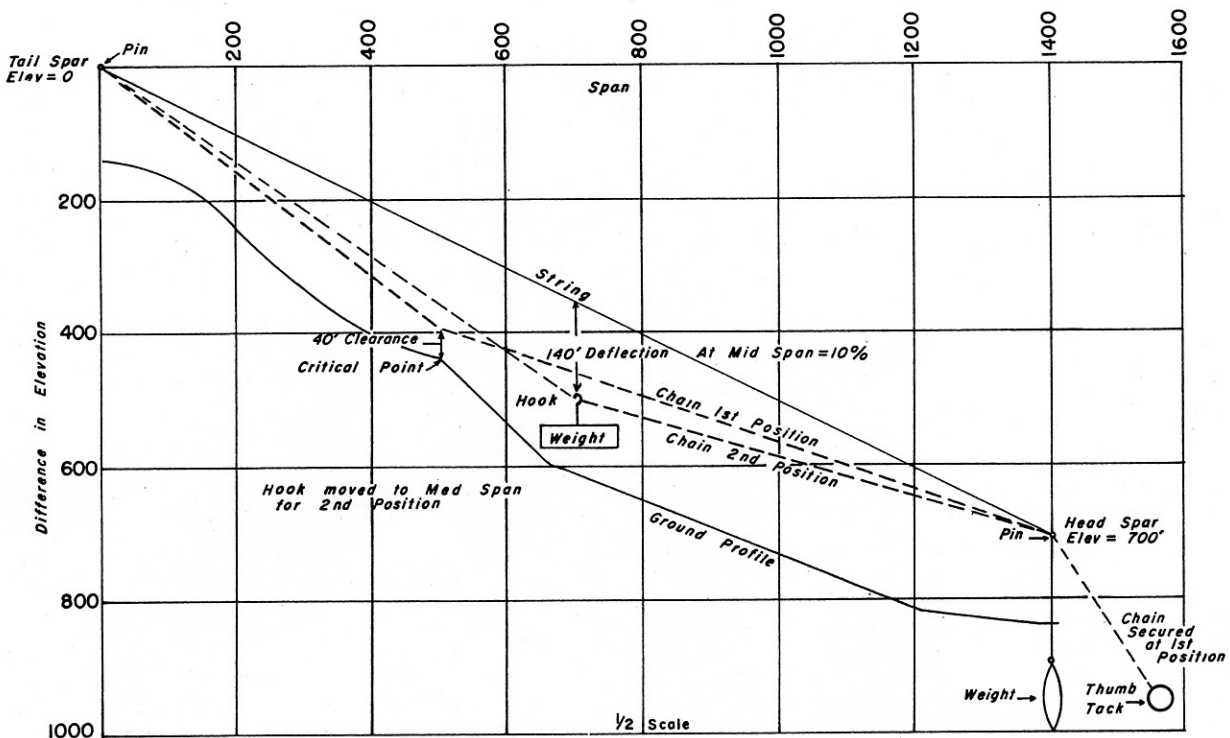 200
400
600
800
1000
1200
1400
1600
Pin
Tail Spar
Elev=0
Span
200
String
400
40' Clearance
Critical Point
140' Deflection At Mid Span=10%
Hook
Weight
Chain 1st Position
Chain 2nd Position
600
Hook moved to Med Span
for 2nd Position
Difference in Elevation
Ground Profile
Pin
Head Spar
Elev= 700'
800
Chain
Secured
at 1st
Position
Weight
Thumb
Tack
1/2 Scale
1000